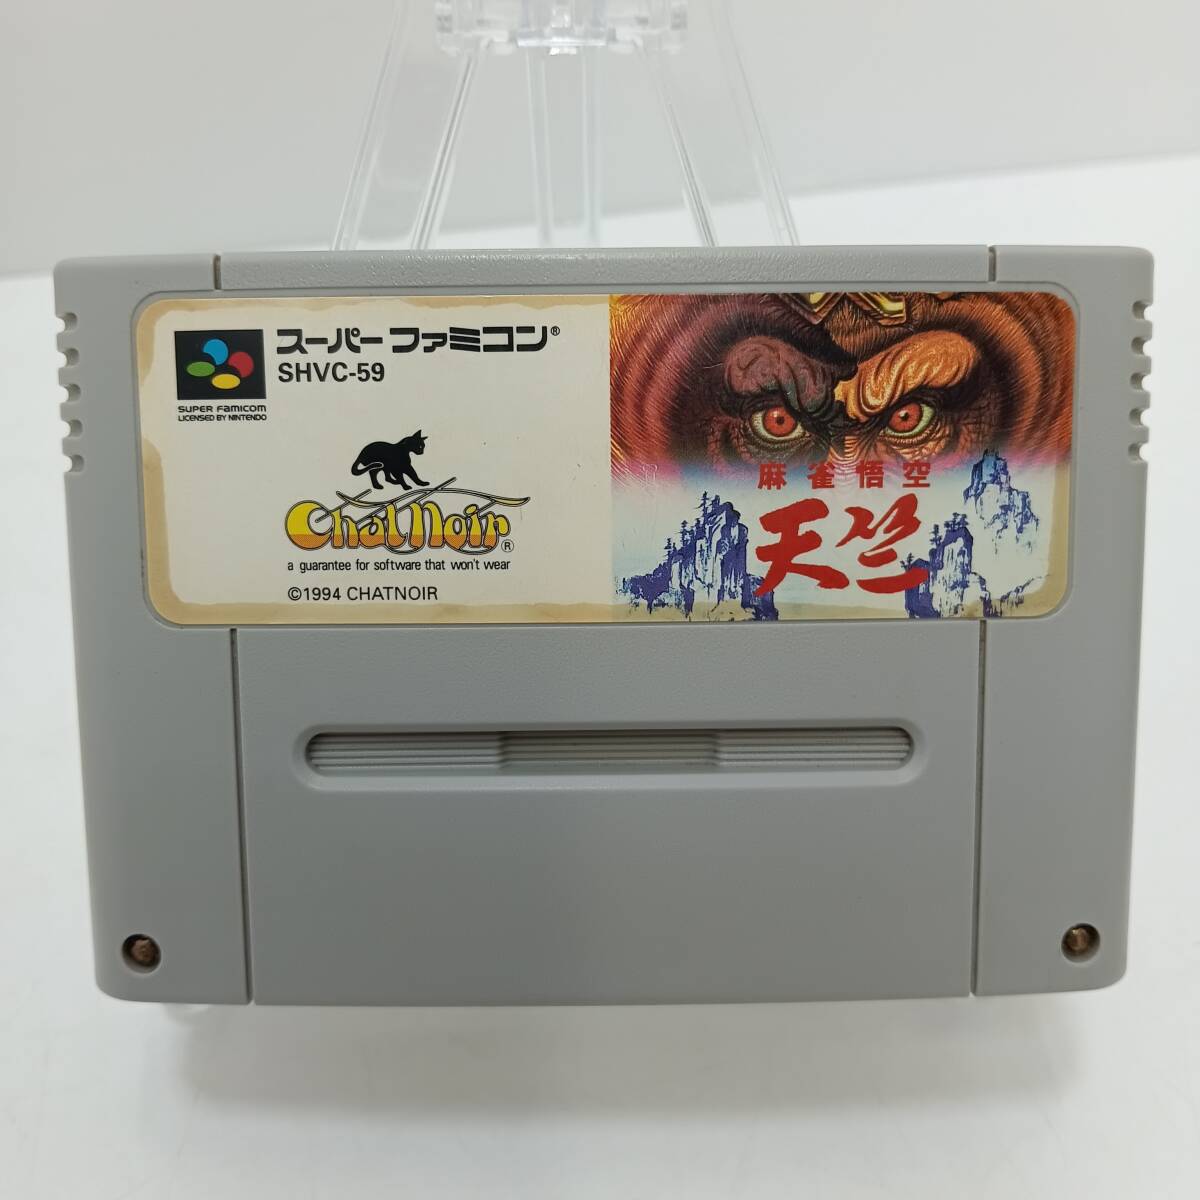 スーパーファミコン®
SHVC-59
SUPER FAMICOM
LICENSED BY NINTENDO
ChatNoir®
a guarantee for software that won't wear
©1994 CHATNOIR
麻雀悟空
天竺